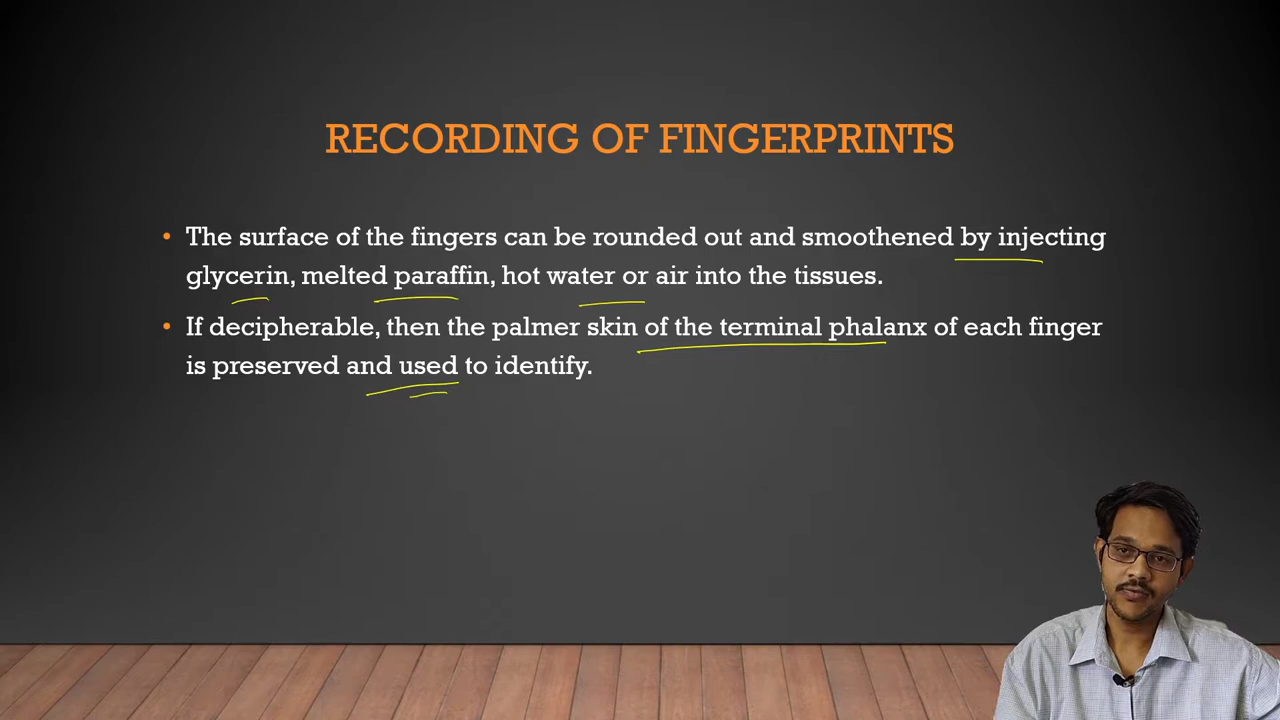 RECORDING OF FINGERPRINTS
• The surface of the fingers can be rounded out and smoothened by injecting
glycerin, melted paraffin, hot water or air into the tissues.
• If decipherable, then the palmer skin of the terminal phalanx of each finger
is preserved and used to identify.